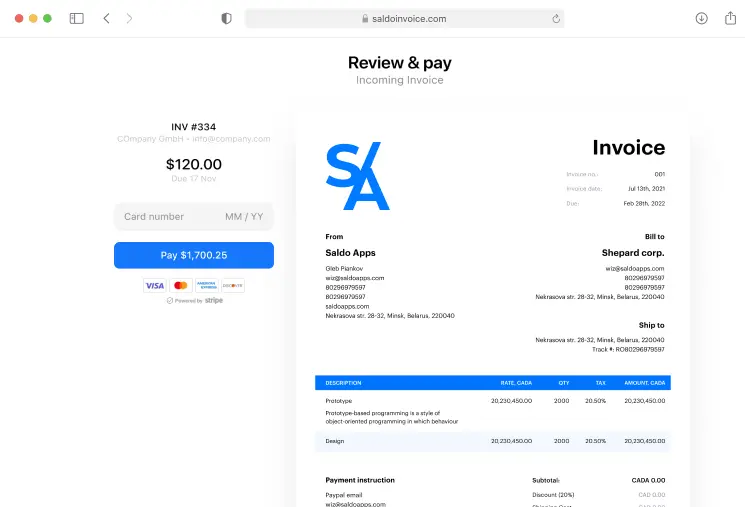 saldoinvoice.com
Review & pay
Incoming Invoice
INV #334
COmpany GmbH • info@company.com
$120.00
Due 17 Nov
Card number MM / YY
Pay $1,700.25
VISA mastercard AMERICAN EXPRESS DISCOVER
Powered by stripe
SA
Invoice
Invoice no.: 001
Invoice date: Jul 13th, 2021
Due: Feb 28th, 2022
From
Saldo Apps
Gleb Piankov
wiz@saldoapps.com
80296979597
80296979597
saldoapps.com
Nekrasova str. 28-32, Minsk, Belarus, 220040
Bill to
Shepard corp.
wiz@saldoapps.com
80296979597
80296979597
Nekrasova str. 28-32, Minsk, Belarus, 220040
Ship to
Nekrasova str. 28-32, Minsk, Belarus, 220040
Track #: RO80296979597
DESCRIPTION RATE, CADA QTY TAX AMOUNT, CADA
Prototype 20,230,450.00 2000 20.50% 20,230,450.00
Prototype-based programming is a style of
object-oriented programming in which behaviour
Design 20,230,450.00 2000 20.50% 20,230,450.00
Payment instruction
Paypal email
wiz@saldoapps.com
Subtotal: CADA 0.00
Discount (20%) CAD 0.00